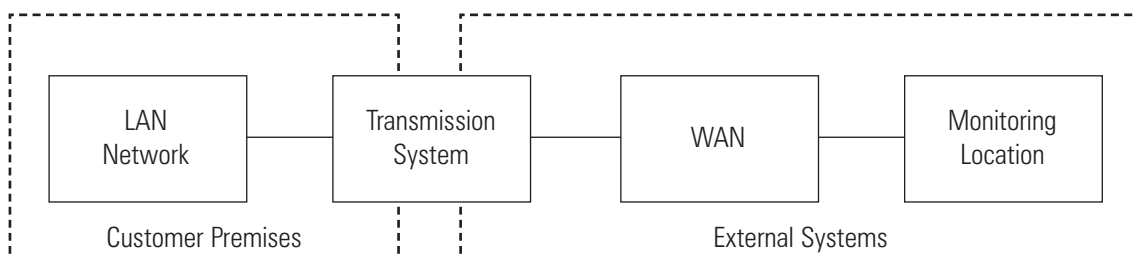 LAN
Network
Transmission
System
WAN
Monitoring
Location
Customer Premises
External Systems